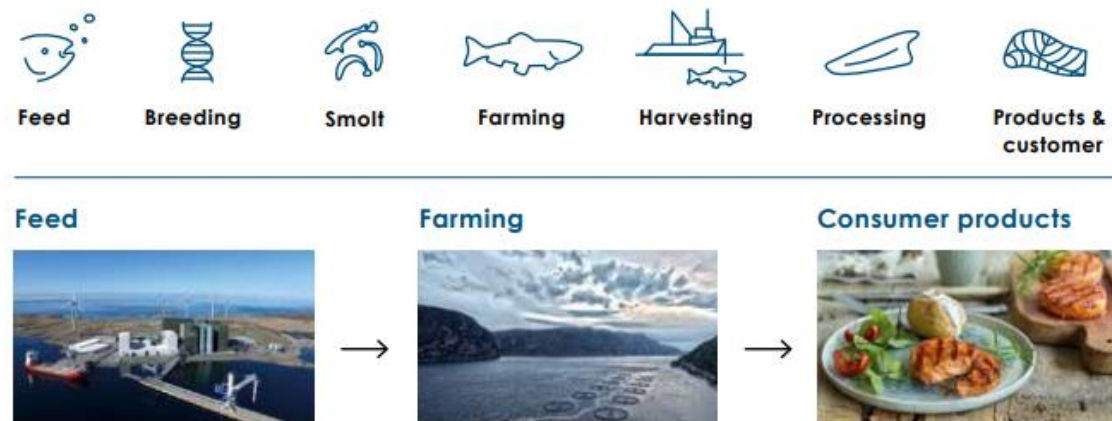 Feed
Breeding
Smolt
Farming
Harvesting
Processing
Products &
customer
Feed
Farming
Consumer products